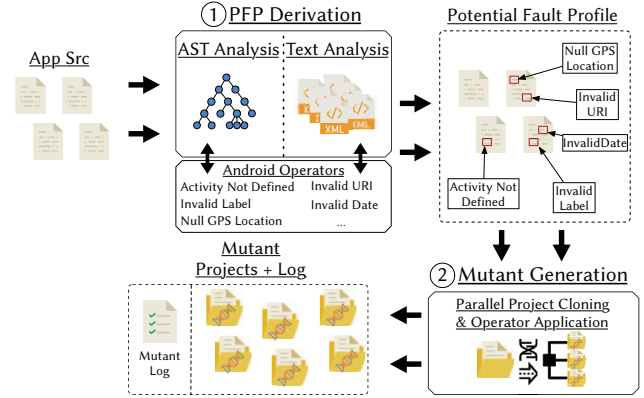 1 PFP Derivation
Potential Fault Profile
App Src
AST Analysis
Text Analysis
XML
XML
Android Operators
Activity Not Defined
Invalid Label
Null GPS Location
Invalid URI
Invalid Date
...
Null GPS
Location
Invalid
URI
InvalidDate
Activity Not
Defined
Invalid
Label
Mutant
Projects + Log
Mutant
Log
2 Mutant Generation
Parallel Project Cloning
& Operator Application